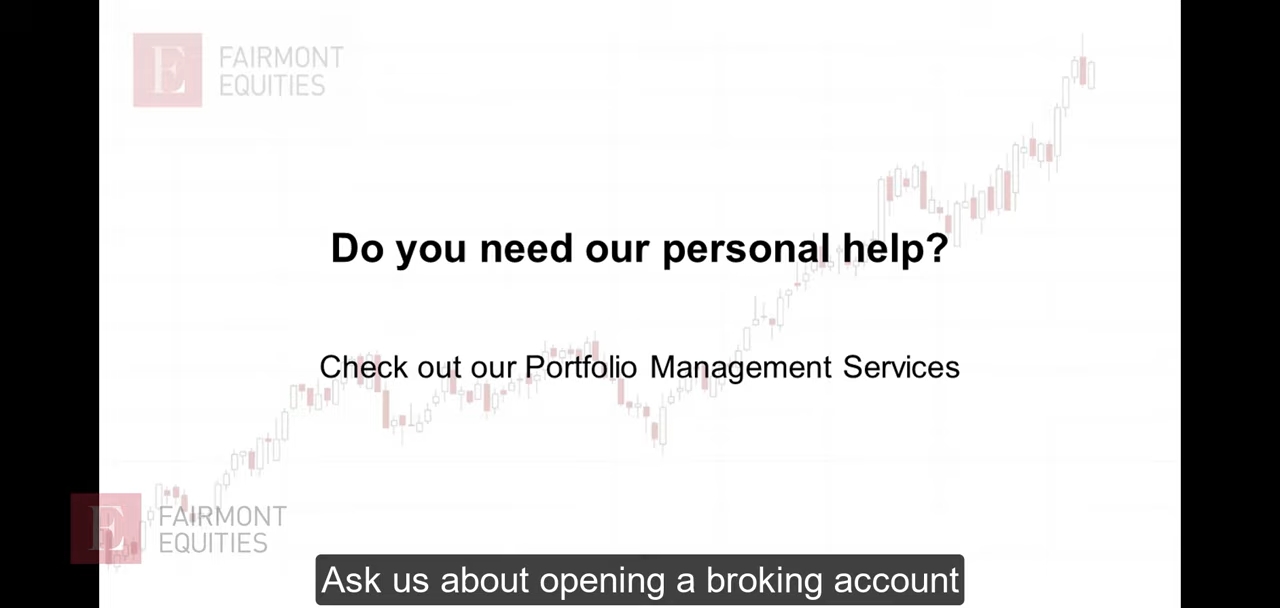 FAIRMONT
EQUITIES
Do you need our personal help?
Check out our Portfolio Management Services
FAIRMONT
EQUITIES
Ask us about opening a broking account